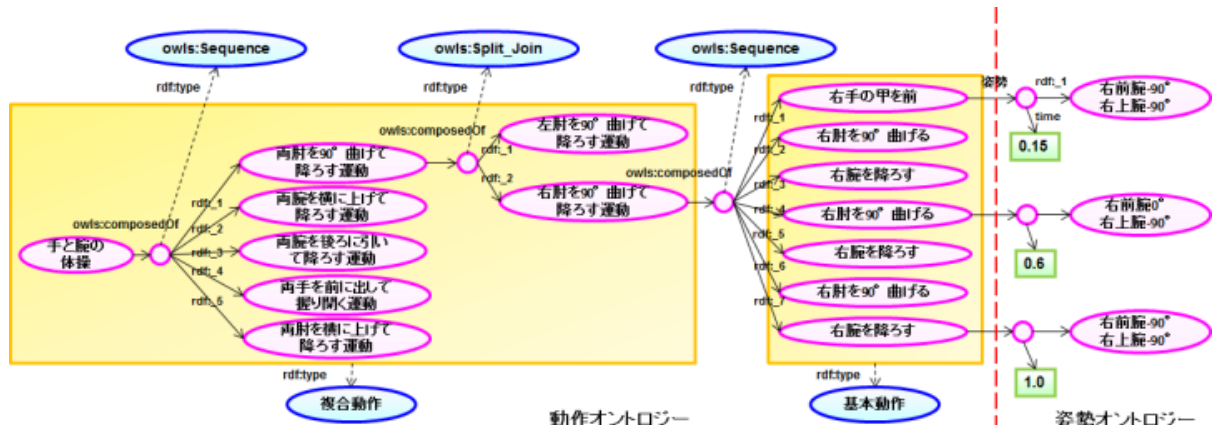 owls:Sequence
owls:Split_Join
owls:Sequence
rdf:type
rdf:type
rdf:type
手と腕の
体操
owls:composedOf
rdf:_1
rdf:_2
rdf:_3
rdf:_4
rdf:_5
両肘を90°曲げて
降ろす運動
両腕を横に上げて
降ろす運動
両腕を後ろに引い
て降ろす運動
両手を前に出して
握り開く運動
両肘を横に上げて
降ろす運動
owls:composedOf
rdf:_1
rdf:_2
左肘を90°曲げて
降ろす運動
右肘を90°曲げて
降ろす運動
owls:composedOf
rdf:_1
rdf:_2
rdf:_3
rdf:_4
rdf:_5
rdf:_6
rdf:_7
右手の甲を前
右肘を90°曲げる
右腕を降ろす
右肘を90°曲げる
右腕を降ろす
右肘を90°曲げる
右腕を降ろす
姿勢
rdf:_1
time
右前腕-90°
右上腕-90°
0.15
右前腕0°
右上腕-90°
0.6
右前腕-90°
右上腕-90°
1.0
rdf:type
rdf:type
複合動作
基本動作
動作オントロジー
姿勢オントロジー